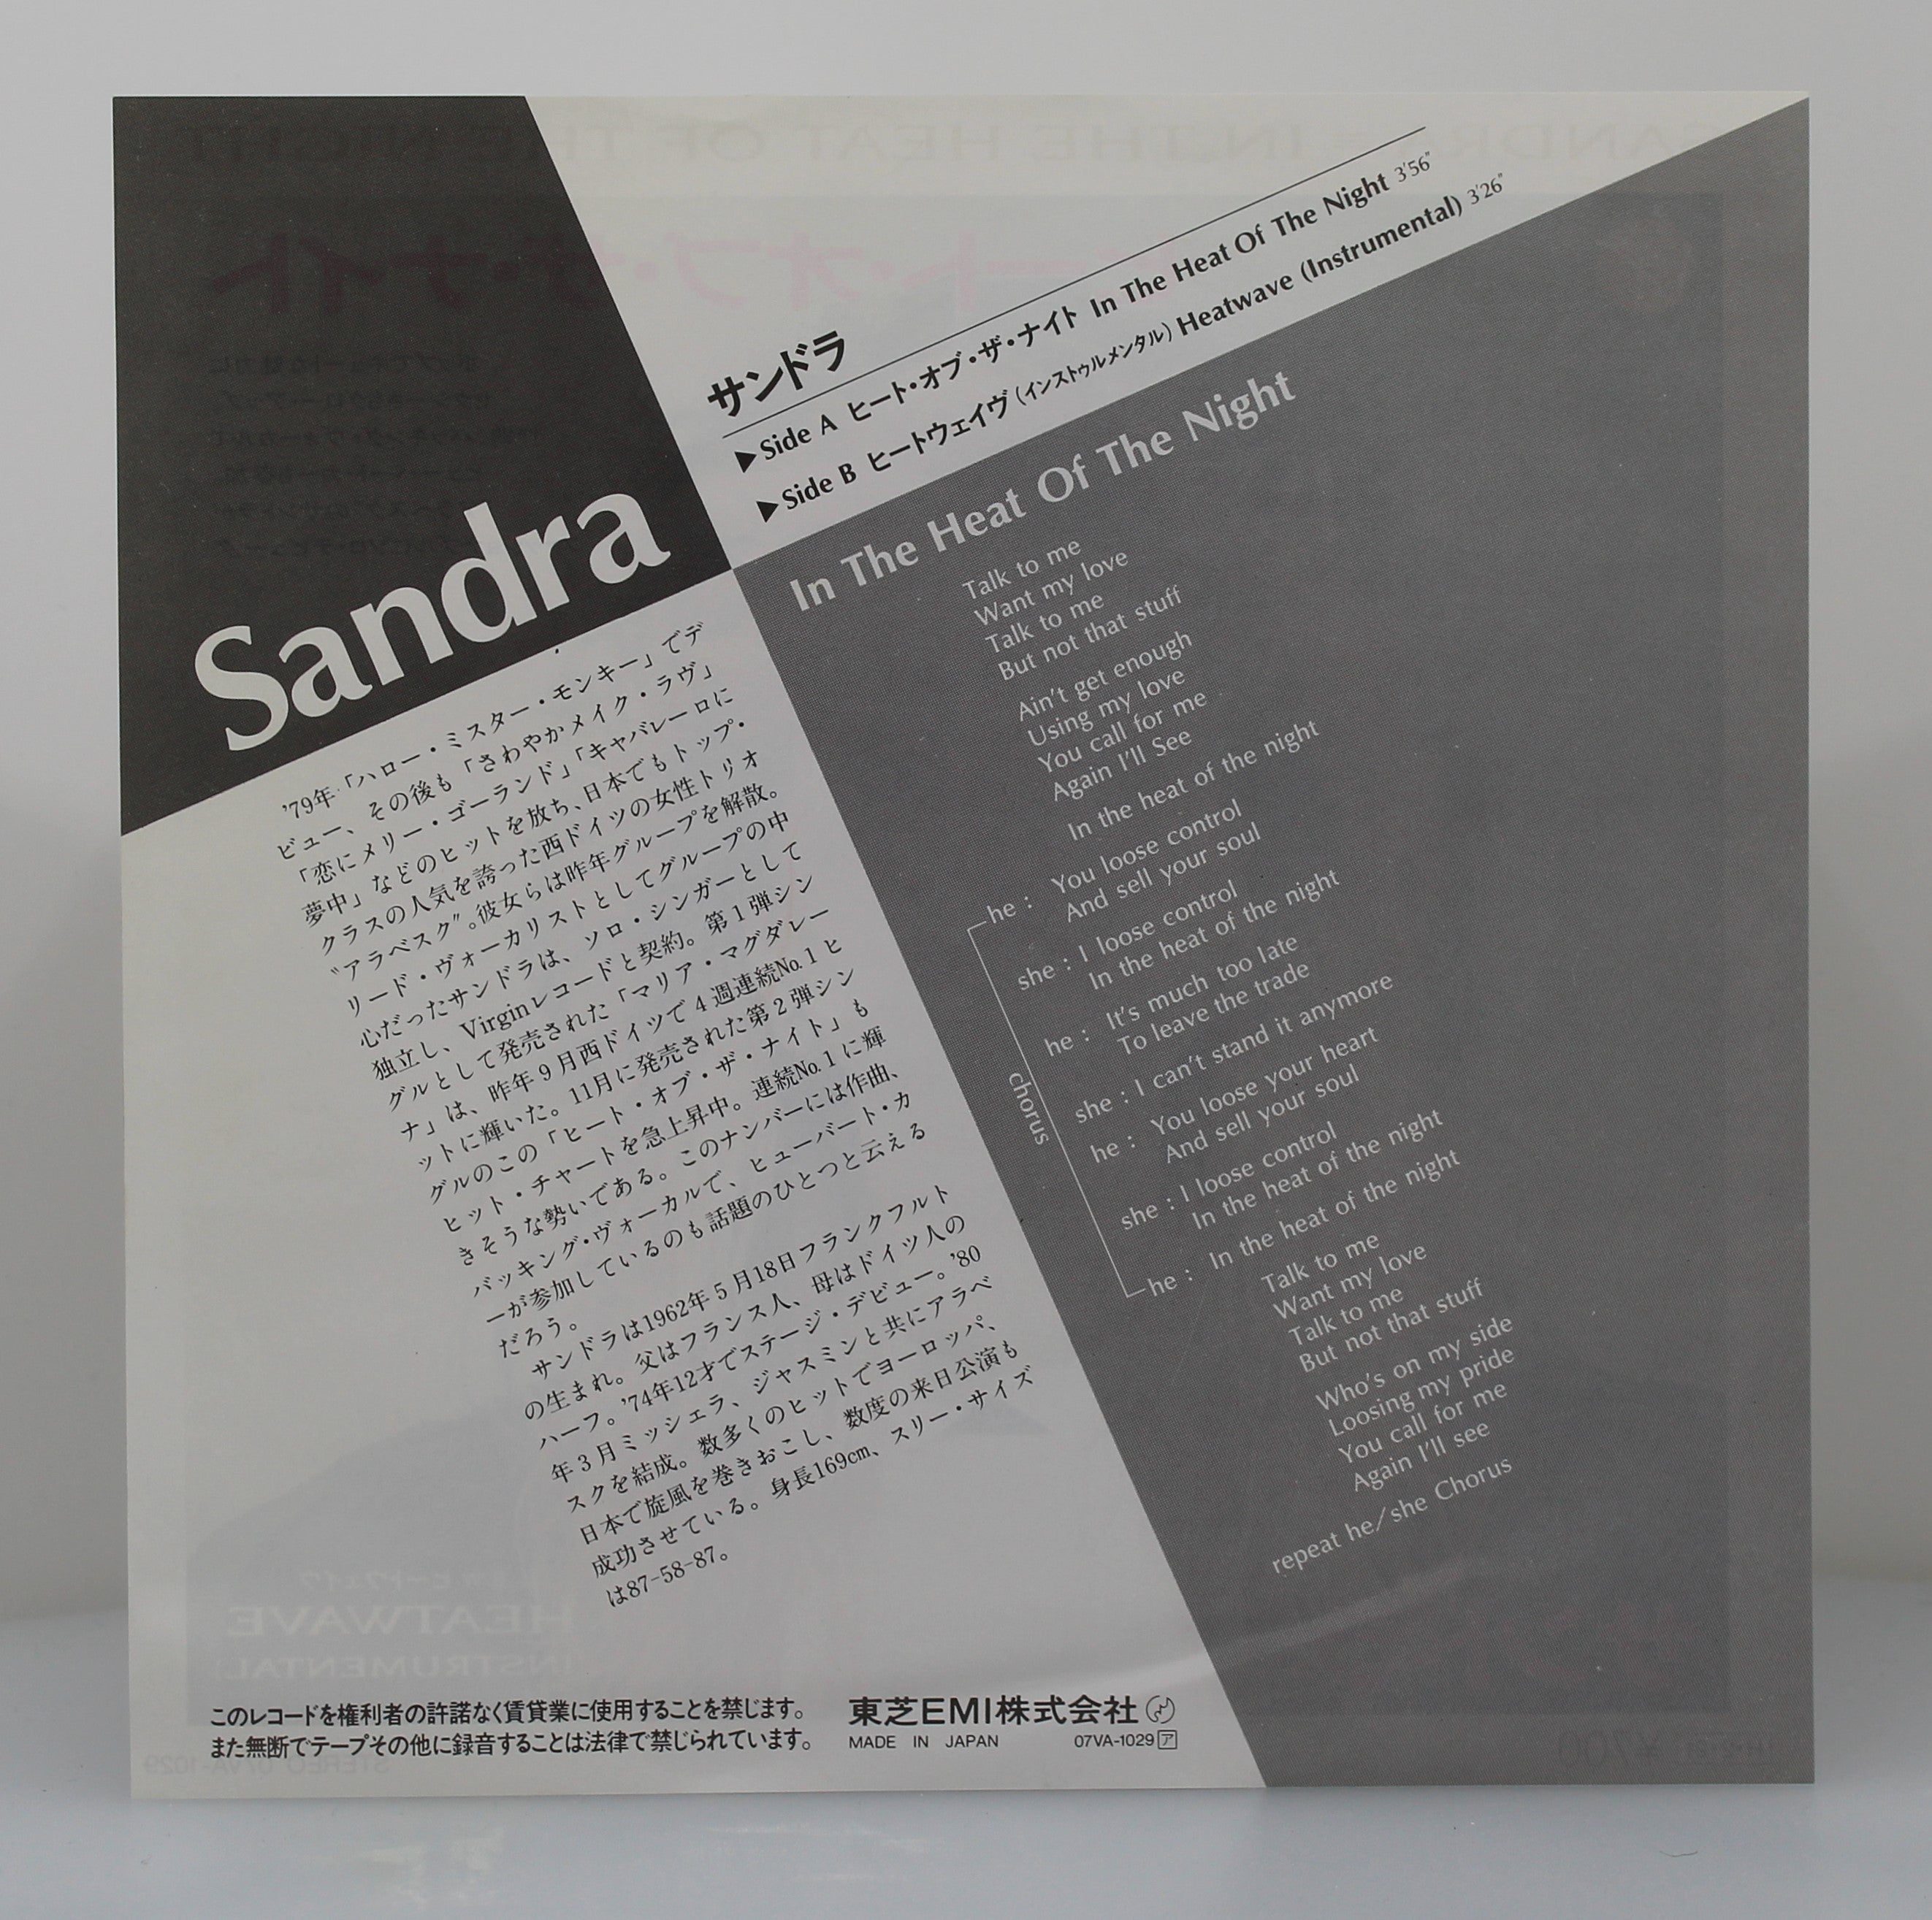 Sandra
サンドラ
▶Side A ヒート・オブ・ザ・ナイト In The Heat Of The Night 3'56"
▶Side B ヒートウェイヴ (インストゥルメンタル) Heatwave (Instrumental) 3'26"
'79年「ハロー・ミスター・モンキー」でデ
ビュー、その後も「さわやかメイク・ラヴ」
「恋にメリー・ゴーランド」「キャバレーロに
夢中」などのヒットを放ち、日本でもトップ・
クラスの人気を誇った西ドイツの女性トリオ
〝アラベスク〟。彼女らは昨年グループを解散。
リード・ヴォーカリストとしてグループの中
心だったサンドラは、ソロ・シンガーとして
独立し、Virginレコードと契約。第1弾シン
グルとして発売された「マリア・マグダレー
ナ」は、昨年9月西ドイツで4週連続No.1ヒ
ットに輝いた。11月に発売された第2弾シン
グルのこの「ヒート・オブ・ザ・ナイト」も
ヒット・チャートを急上昇中。連続No.1に輝
きそうな勢いである。このナンバーには作曲、
バッキング・ヴォーカルで、ヒューバート・カ
ーが参加しているのも話題のひとつと云える
だろう。
サンドラは1962年5月18日フランクフルト
の生まれ。父はフランス人、母はドイツ人の
ハーフ。'74年12才でステージ・デビュー。'80
年3月ミッシェラ、ジャスミンと共にアラベ
スクを結成。数多くのヒットでヨーロッパ、
日本で旋風を巻きおこし、数度の来日公演も
成功させている。身長169cm、スリー・サイズ
は87-58-87。
In The Heat Of The Night
Talk to me
Want my love
Talk to me
But not that stuff
Ain't get enough
Using my love
You call for me
Again I'll See
In the heat of the night
he : You loose control
And sell your soul
she : I loose control
In the heat of the night
he : It's much too late
To leave the trade
she : I can't stand it anymore
he : You loose your heart
And sell your soul
she : I loose control
In the heat of the night
he : In the heat of the night
chorus
Talk to me
Want my love
Talk to me
But not that stuff
Who's on my side
Loosing my pride
You call for me
Again I'll see
repeat he/she Chorus
このレコードを権利者の許諾なく賃貸業に使用することを禁じます。
また無断でテープその他に録音することは法律で禁じられています。
東芝EMI株式会社
MADE IN JAPAN 07VA-1029 ア